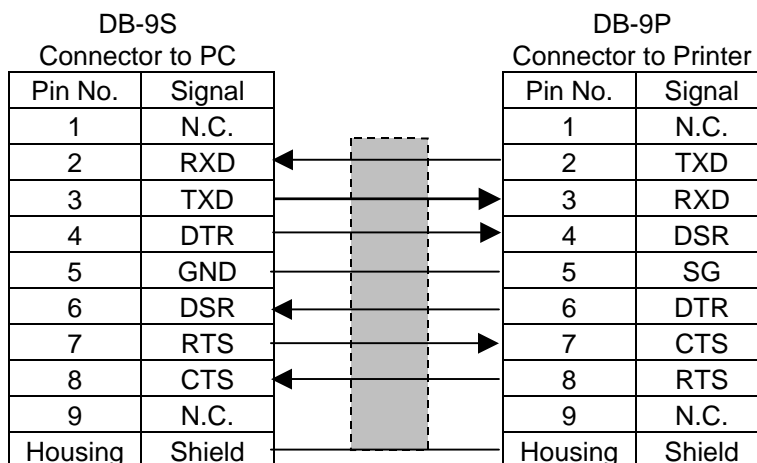 DB-9S DB-9P
Connector to PC Connector to Printer
Pin No. Signal Pin No. Signal
1 N.C. 1 N.C.
2 RXD 2 TXD
3 TXD 3 RXD
4 DTR 4 DSR
5 GND 5 SG
6 DSR 6 DTR
7 RTS 7 CTS
8 CTS 8 RTS
9 N.C. 9 N.C.
Housing Shield Housing Shield